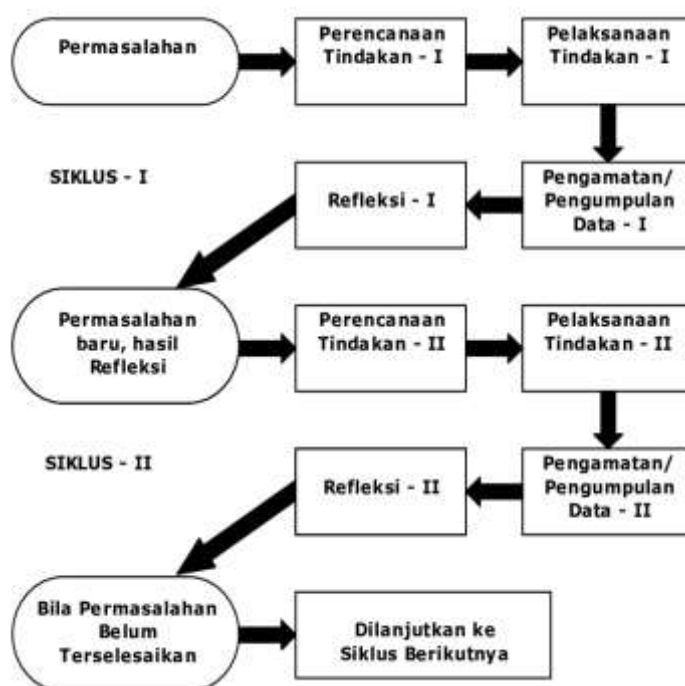 Permasalahan
Perencanaan
Tindakan - I
Pelaksanaan
Tindakan - I
SIKLUS - I
Refleksi - I
Pengamatan/
Pengumpulan
Data - I
Permasalahan
baru, hasil
Refleksi
Perencanaan
Tindakan - II
Pelaksanaan
Tindakan - II
SIKLUS - II
Refleksi - II
Pengamatan/
Pengumpulan
Data - II
Bila Permasalahan
Belum
Terselesaikan
Dilanjutkan ke
Siklus Berikutnya